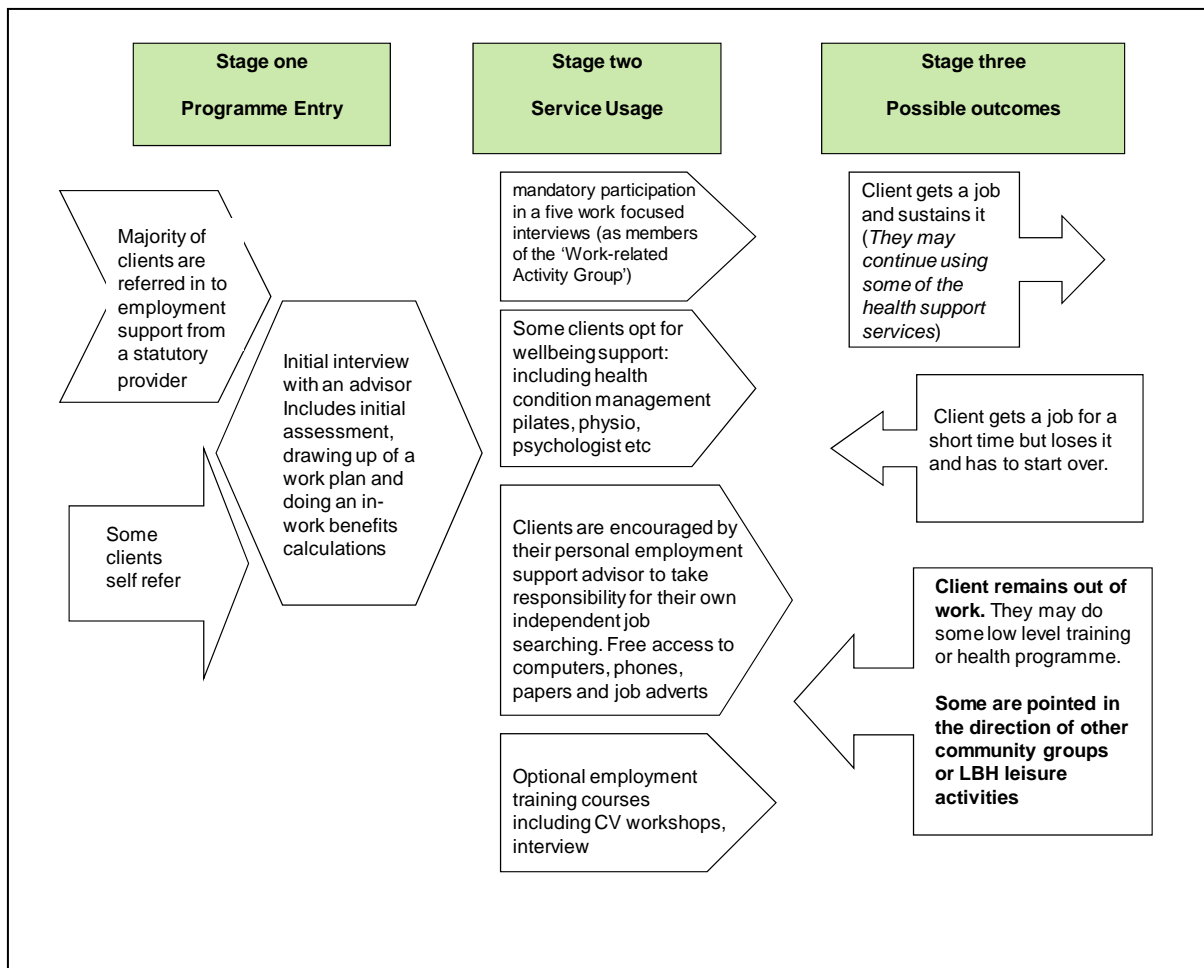 Stage one
Programme Entry
Majority of
clients are
referred in to
employment
support from
a statutory
provider
Some
clients
self refer
Initial interview
with an advisor
Includes initial
assessment,
drawing up of a
work plan and
doing an in-
work benefits
calculations
Stage two
Service Usage
mandatory participation
in a five work focused
interviews (as members
of the ‘Work-related
Activity Group’)
Some clients opt for
wellbeing support:
including health
condition management
pilates, physio,
psychologist etc
Clients are encouraged by
their personal employment
support advisor to take
responsibility for their own
independent job
searching. Free access to
computers, phones,
papers and job adverts
Optional employment
training courses
including CV workshops,
interview
Stage three
Possible outcomes
Client gets a job
and sustains it
(They may
continue using
some of the
health support
services)
Client gets a job for a
short time but loses it
and has to start over.
Client remains out of
work. They may do
some low level training
or health programme.
Some are pointed in
the direction of other
community groups
or LBH leisure
activities